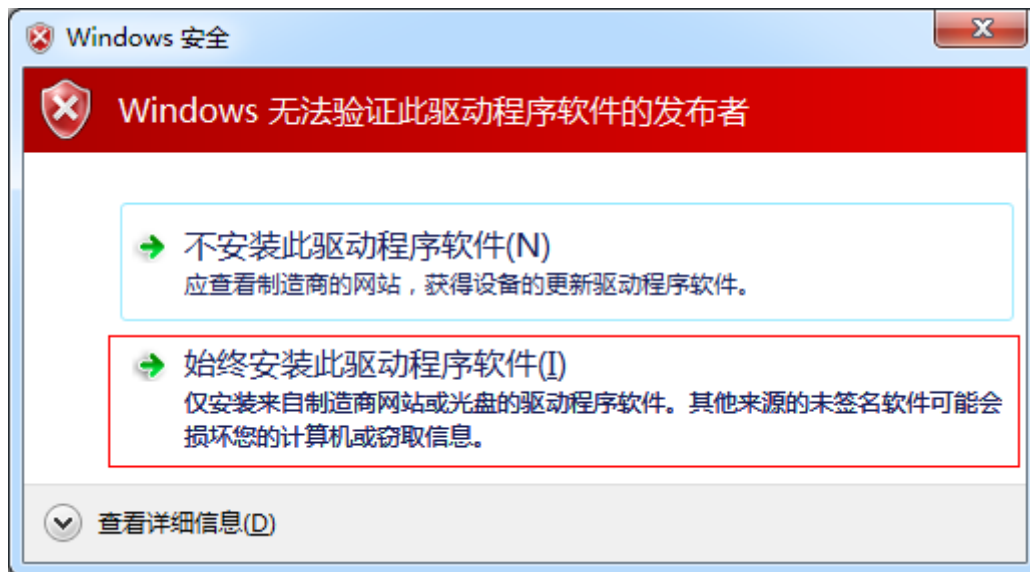 Windows 安全
Windows 无法验证此驱动程序软件的发布者
不安装此驱动程序软件(N)
应查看制造商的网站，获得设备的更新驱动程序软件。
始终安装此驱动程序软件(I)
仅安装来自制造商网站或光盘的驱动程序软件。其他来源的未签名软件可能会
损坏您的计算机或窃取信息。
查看详细信息(D)